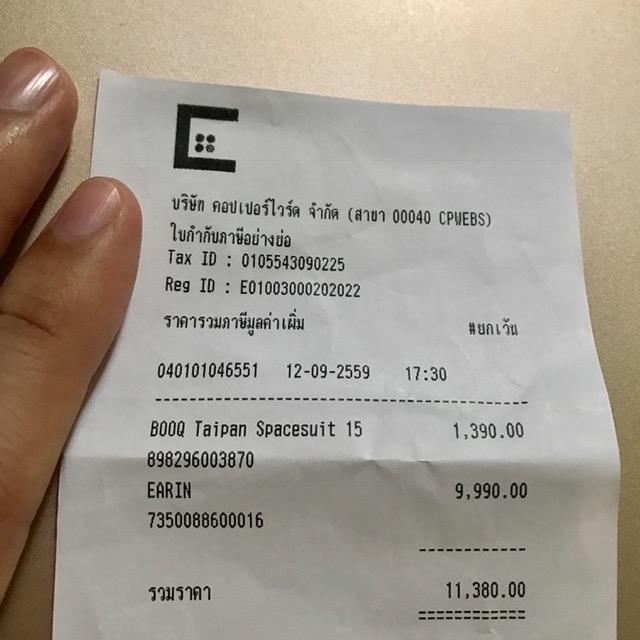 บริษัท คอปเปอร์ไวร์ด จำกัด (สาขา 00040 CPWEBS)
ใบกำกับภาษีอย่างย่อ
Tax ID : 0105543090225
Reg ID : E01003000202022
ราคารวมภาษีมูลค่าเพิ่ม #ยกเว้น
040101046551 12-09-2559 17:30
BOOQ Taipan Spacesuit 15 1,390.00
898296003870
EARIN 9,990.00
7350088600016
รวมราคา 11,380.00